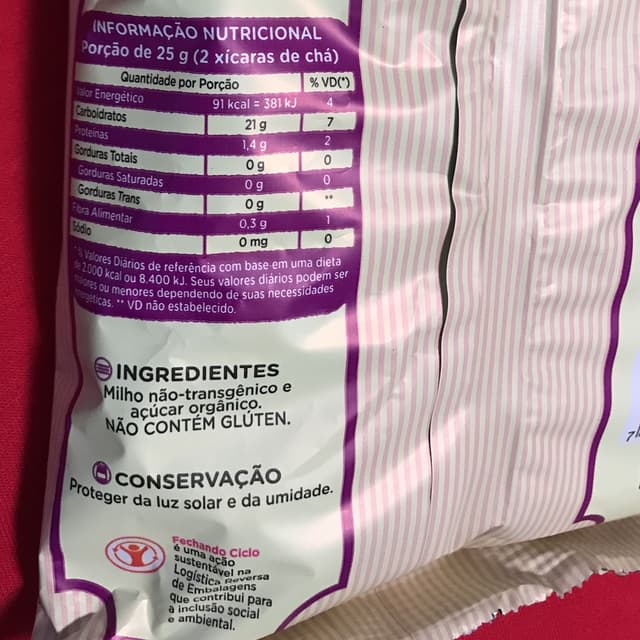 INFORMAÇÃO NUTRICIONAL
Porção de 25 g (2 xícaras de chá)
Quantidade por Porção % VD(*)
Valor Energético 91 kcal = 381 kJ 4
Carboidratos 21 g 7
Proteínas 1,4 g 2
Gorduras Totais 0 g 0
Gorduras Saturadas 0 g 0
Gorduras Trans 0 g **
Fibra Alimentar 0,3 g 1
Sódio 0 mg 0
* % Valores Diários de referência com base em uma dieta
de 2.000 kcal ou 8.400 kJ. Seus valores diários podem ser
maiores ou menores dependendo de suas necessidades
energéticas. ** VD não estabelecido.
INGREDIENTES
Milho não-transgênico e
açúcar orgânico.
NÃO CONTÉM GLÚTEN.
CONSERVAÇÃO
Proteger da luz solar e da umidade.
Fechando Ciclo
é uma ação
sustentável na
Logística Reversa
de Embalagens
que contribui para
a inclusão social
e ambiental.